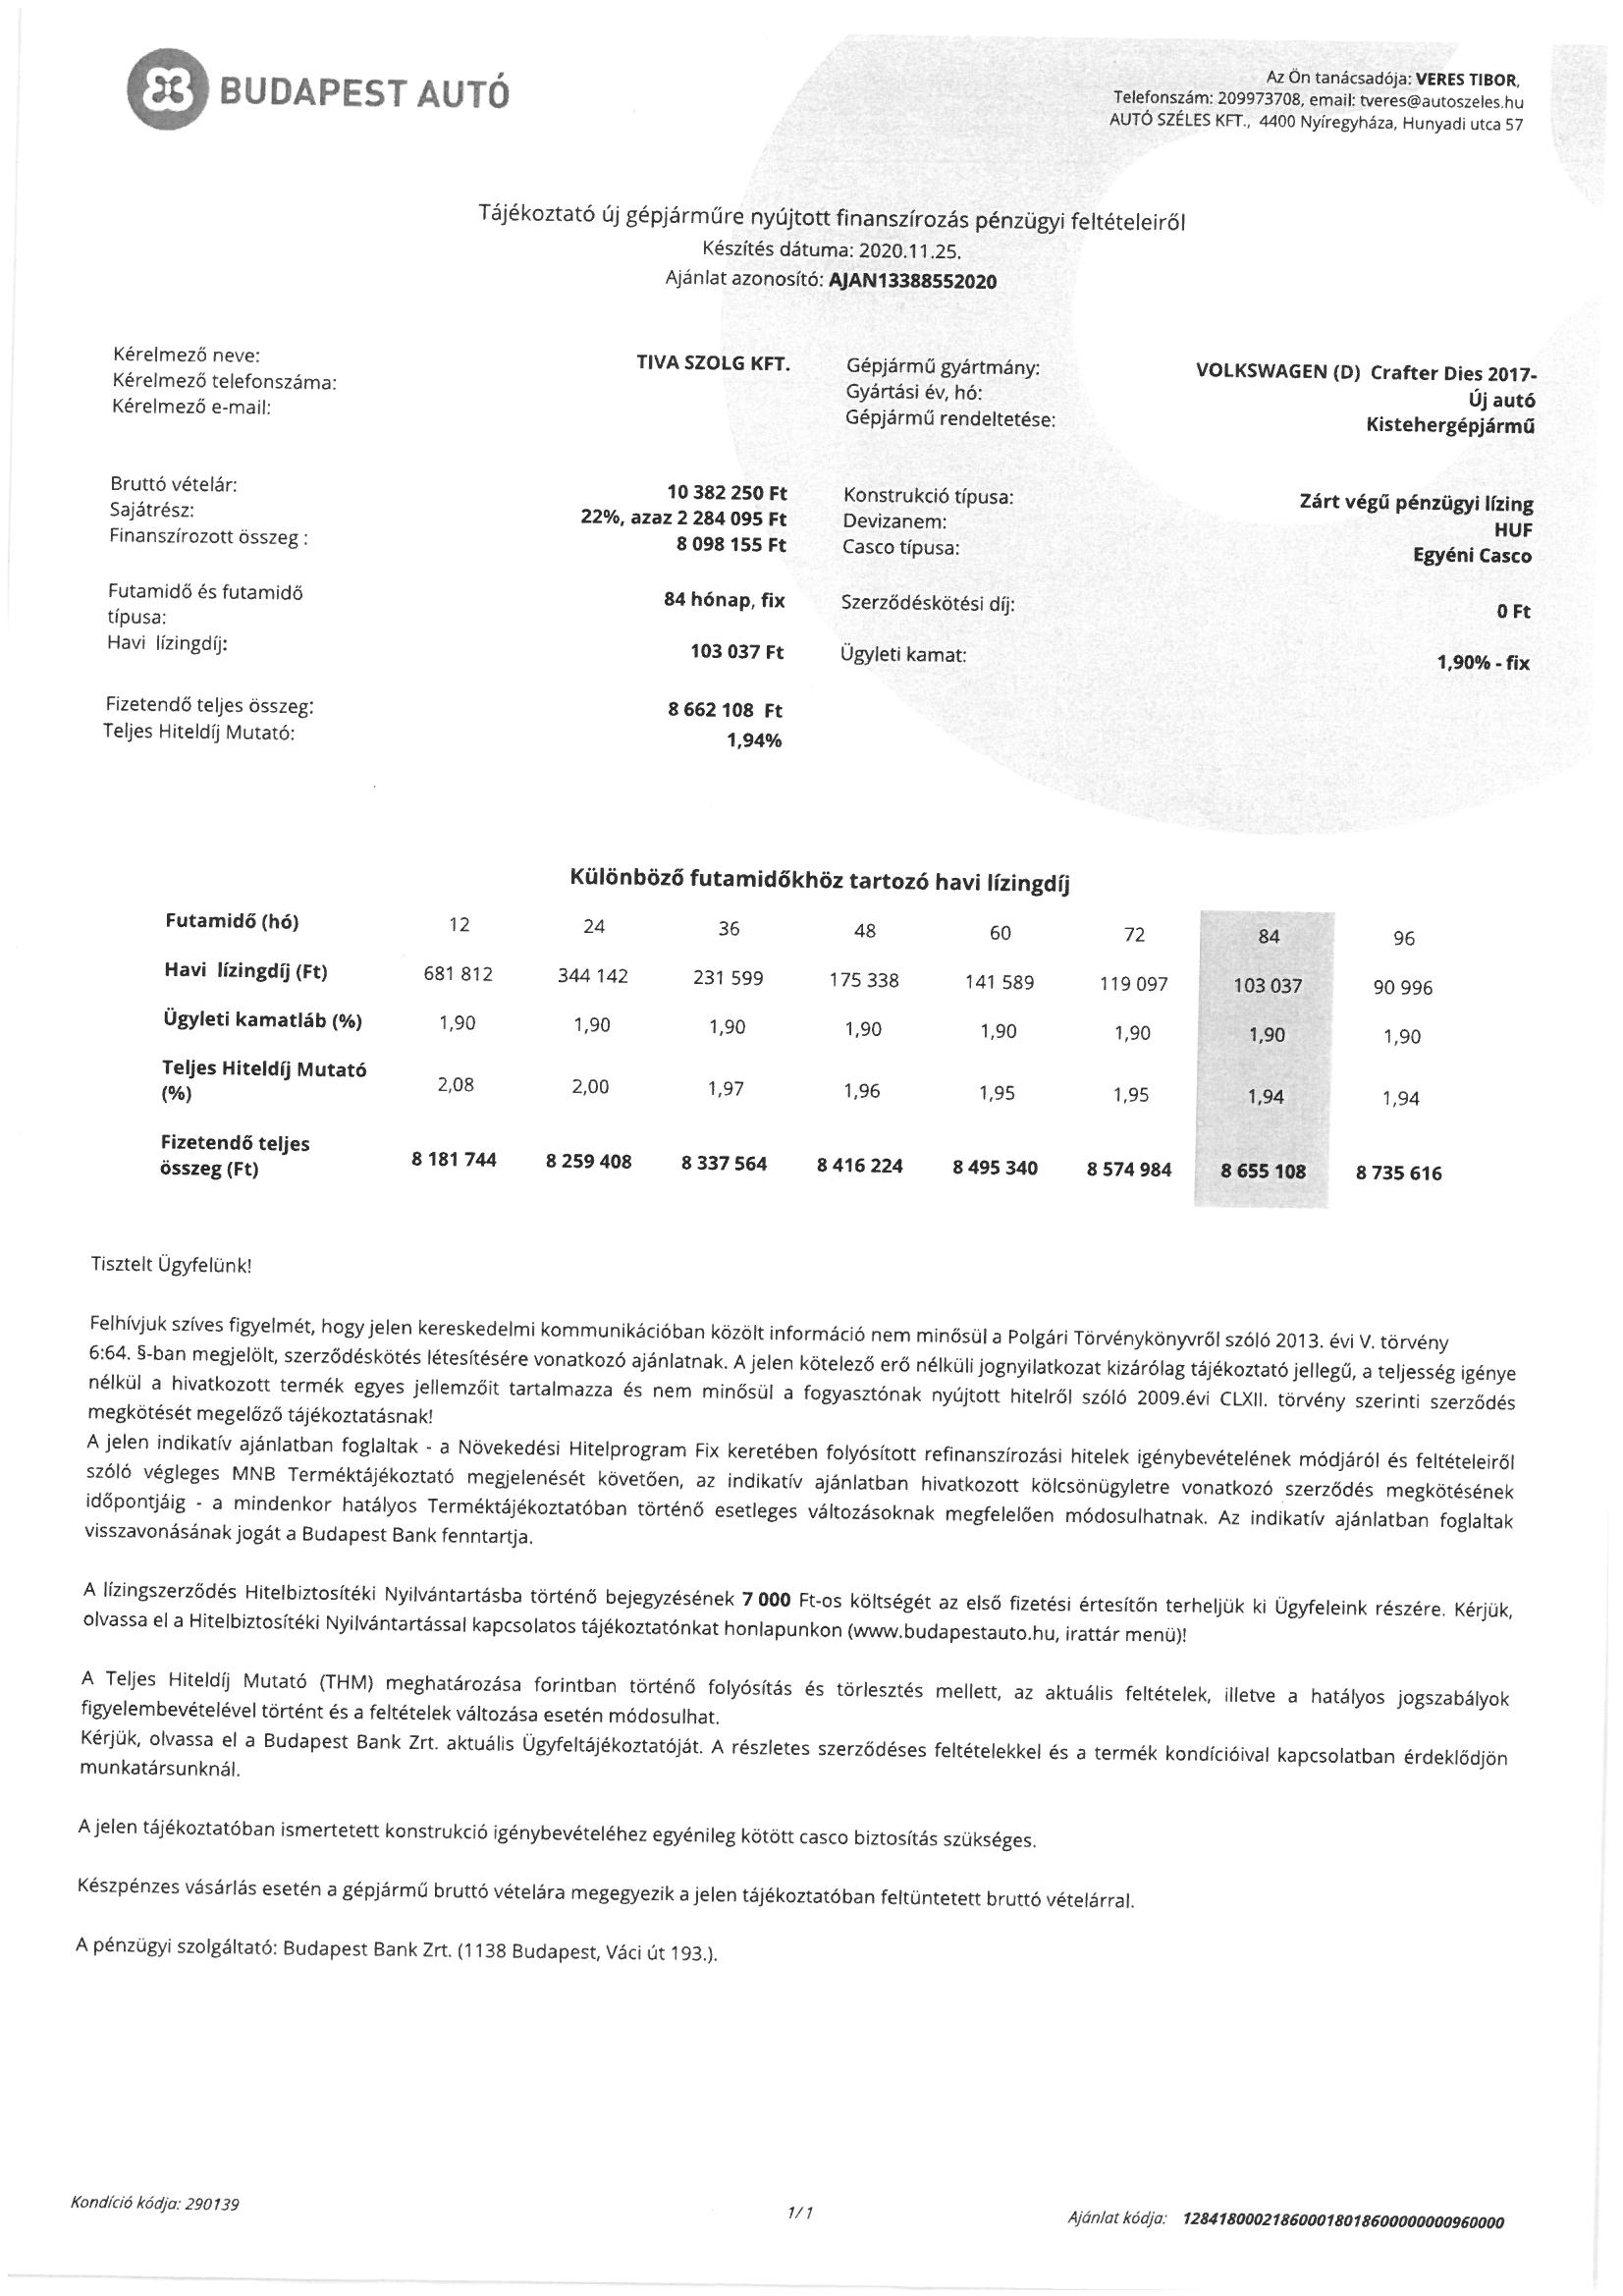 BUDAPEST AUTÓ
Az Ön tanácsadója: VERES TIBOR,
Telefonszám: 209973708, email: tveres@autoszeles.hu
AUTÓ SZÉLES KFT., 4400 Nyíregyháza, Hunyadi utca 57
Tájékoztató új gépjárműre nyújtott finanszírozás pénzügyi feltételeiről
Készítés dátuma: 2020.11.25.
Ajánlat azonosító: AJAN13388552020
Kérelmező neve: TIVA SZOLG KFT. Gépjármű gyártmány: VOLKSWAGEN (D) Crafter Dies 2017-
Kérelmező telefonszáma: Gyártási év, hó: Új autó
Kérelmező e-mail: Gépjármű rendeltetése: Kistehergépjármű
Bruttó vételár: 10 382 250 Ft Konstrukció típusa: Zárt végű pénzügyi lízing
Sajátrész: 22%, azaz 2 284 095 Ft Devizanem: HUF
Finanszírozott összeg : 8 098 155 Ft Casco típusa: Egyéni Casco
Futamidő és futamidő 84 hónap, fix Szerződéskötési díj: 0 Ft
típusa:
Havi lízingdíj: 103 037 Ft Ügyleti kamat: 1,90% - fix
Fizetendő teljes összeg: 8 662 108 Ft
Teljes Hiteldíj Mutató: 1,94%
Különböző futamidőkhöz tartozó havi lízingdíj
Futamidő (hó) 12 24 36 48 60 72 84 96
Havi lízingdíj (Ft) 681 812 344 142 231 599 175 338 141 589 119 097 103 037 90 996
Ügyleti kamatláb (%) 1,90 1,90 1,90 1,90 1,90 1,90 1,90 1,90
Teljes Hiteldíj Mutató
(%) 2,08 2,00 1,97 1,96 1,95 1,95 1,94 1,94
Fizetendő teljes
összeg (Ft) 8 181 744 8 259 408 8 337 564 8 416 224 8 495 340 8 574 984 8 655 108 8 735 616
Tisztelt Ügyfelünk!
Felhívjuk szíves figyelmét, hogy jelen kereskedelmi kommunikációban közölt információ nem minősül a Polgári Törvénykönyvről szóló 2013. évi V. törvény
6:64. §-ban megjelölt, szerződéskötés létesítésére vonatkozó ajánlatnak. A jelen kötelező erő nélküli jognyilatkozat kizárólag tájékoztató jellegű, a teljesség igénye
nélkül a hivatkozott termék egyes jellemzőit tartalmazza és nem minősül a fogyasztónak nyújtott hitelről szóló 2009.évi CLXII. törvény szerinti szerződés
megkötését megelőző tájékoztatásnak!
A jelen indikatív ajánlatban foglaltak - a Növekedési Hitelprogram Fix keretében folyósított refinanszírozási hitelek igénybevételének módjáról és feltételeiről
szóló végleges MNB Terméktájékoztató megjelenését követően, az indikatív ajánlatban hivatkozott kölcsönügyletre vonatkozó szerződés megkötésének
időpontjáig - a mindenkor hatályos Terméktájékoztatóban történő esetleges változásoknak megfelelően módosulhatnak. Az indikatív ajánlatban foglaltak
visszavonásának jogát a Budapest Bank fenntartja.
A lízingszerződés Hitelbiztosítéki Nyilvántartásba történő bejegyzésének 7 000 Ft-os költségét az első fizetési értesítőn terheljük ki Ügyfeleink részére. Kérjük,
olvassa el a Hitelbiztosítéki Nyilvántartással kapcsolatos tájékoztatónkat honlapunkon (www.budapestauto.hu, irattár menü)!
A Teljes Hiteldíj Mutató (THM) meghatározása forintban történő folyósítás és törlesztés mellett, az aktuális feltételek, illetve a hatályos jogszabályok
figyelembevételével történt és a feltételek változása esetén módosulhat.
Kérjük, olvassa el a Budapest Bank Zrt. aktuális Ügyfeltájékoztatóját. A részletes szerződéses feltételekkel és a termék kondícióival kapcsolatban érdeklődjön
munkatársunknál.
A jelen tájékoztatóban ismertetett konstrukció igénybevételéhez egyénileg kötött casco biztosítás szükséges.
Készpénzes vásárlás esetén a gépjármű bruttó vételára megegyezik a jelen tájékoztatóban feltüntetett bruttó vételárral.
A pénzügyi szolgáltató: Budapest Bank Zrt. (1138 Budapest, Váci út 193.).
Kondíció kódja: 290139
1/ 1
Ajánlat kódja: 12841800021860001801860000000096​0000